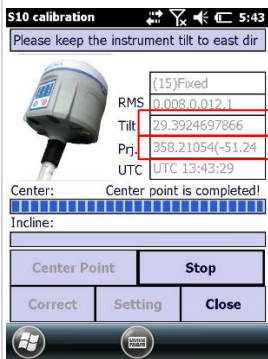 S10 calibration 5:43
Please keep the instrument tilt to east dir
(15)Fixed
RMS 0.008,0.012,1
Tilt 29.3924697866
Prj. 358.21054(-51.24
UTC UTC 13:43:29
Center: Center point is completed!
Incline:
Center Point Stop
Correct Setting Close